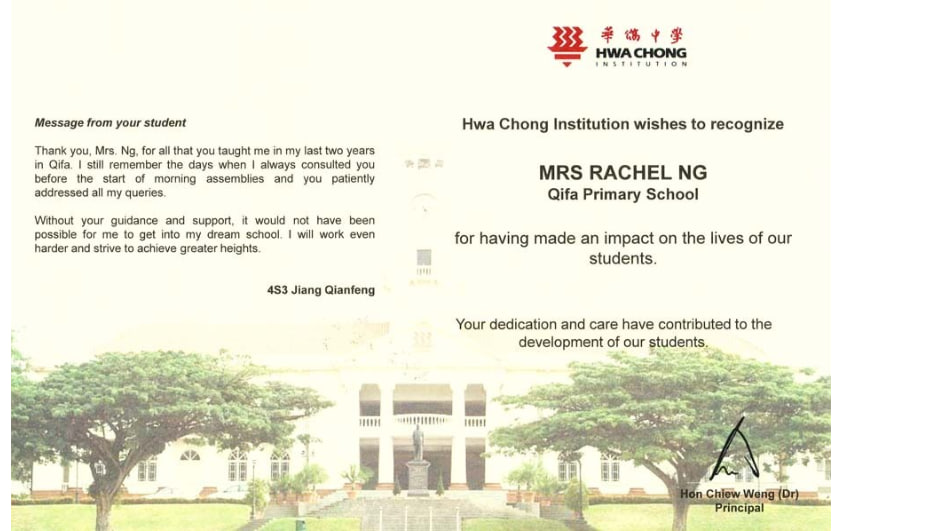 華僑中學
HWA CHONG
INSTITUTION
Message from your student
Thank you, Mrs. Ng, for all that you taught me in my last two years
in Qifa. I still remember the days when I always consulted you
before the start of morning assemblies and you patiently
addressed all my queries.
Without your guidance and support, it would not have been
possible for me to get into my dream school. I will work even
harder and strive to achieve greater heights.
4S3 Jiang Qianfeng
Hwa Chong Institution wishes to recognize
MRS RACHEL NG
Qifa Primary School
for having made an impact on the lives of our
students.
Your dedication and care have contributed to the
development of our students.
Hon Chiew Weng (Dr)
Principal